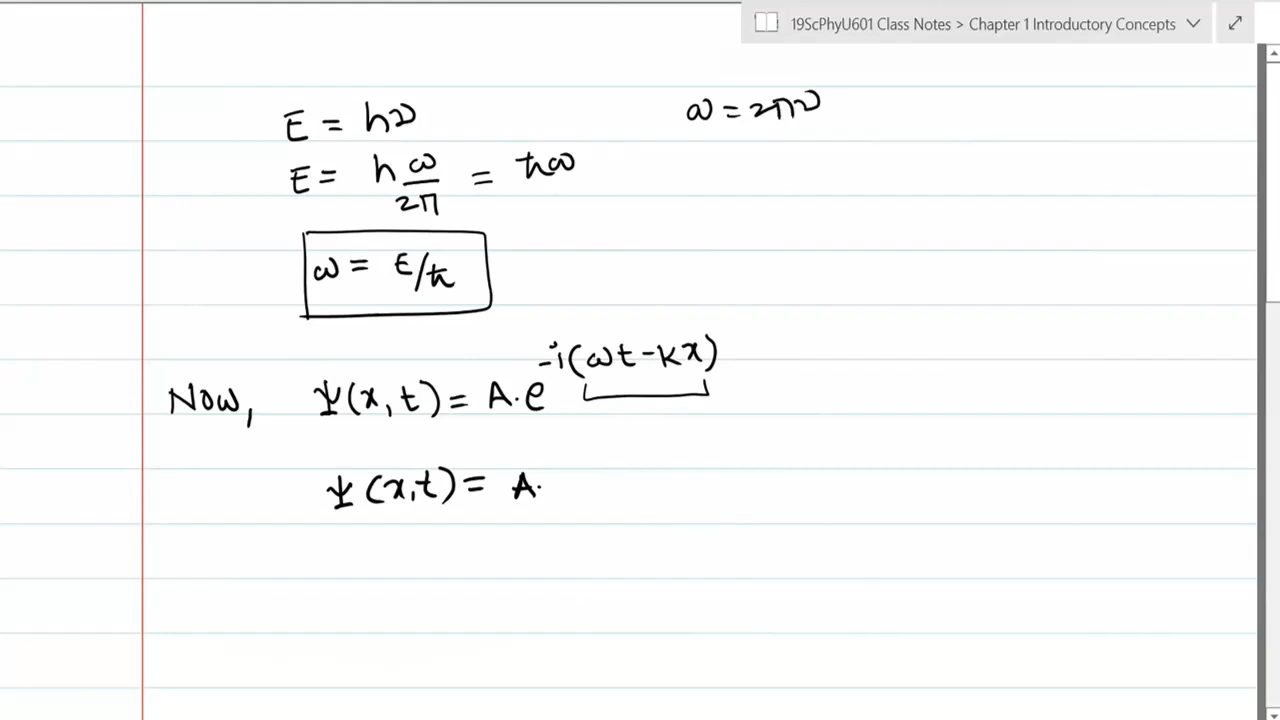 19ScPhyU601 Class Notes > Chapter 1 Introductory Concepts
E = hν
ω = 2πν
E = h ω/2π = ħω
ω = E/ħ
Now, Ψ(x,t) = A·e^{-i(ωt-kx)}
Ψ(x,t) = A·